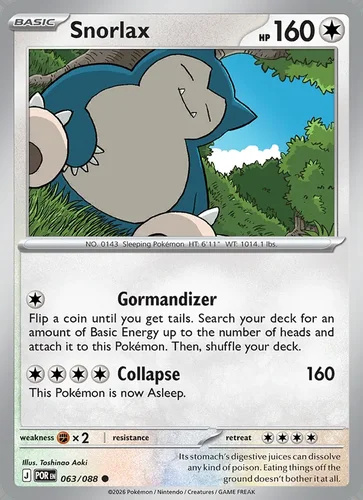 BASIC
Snorlax
HP 160
NO. 0143 Sleeping Pokémon HT: 6'11" WT: 1014.1 lbs.
Gormandizer
Flip a coin until you get tails. Search your deck for an
amount of Basic Energy up to the number of heads and
attach it to this Pokémon. Then, shuffle your deck.
Collapse 160
This Pokémon is now Asleep.
weakness ×2 resistance retreat
Illus. Toshinao Aoki
J POR EN 063/088
Its stomach's digestive juices can dissolve
any kind of poison. Eating things off the
ground doesn't bother it at all.
©2026 Pokémon / Nintendo / Creatures / GAME FREAK